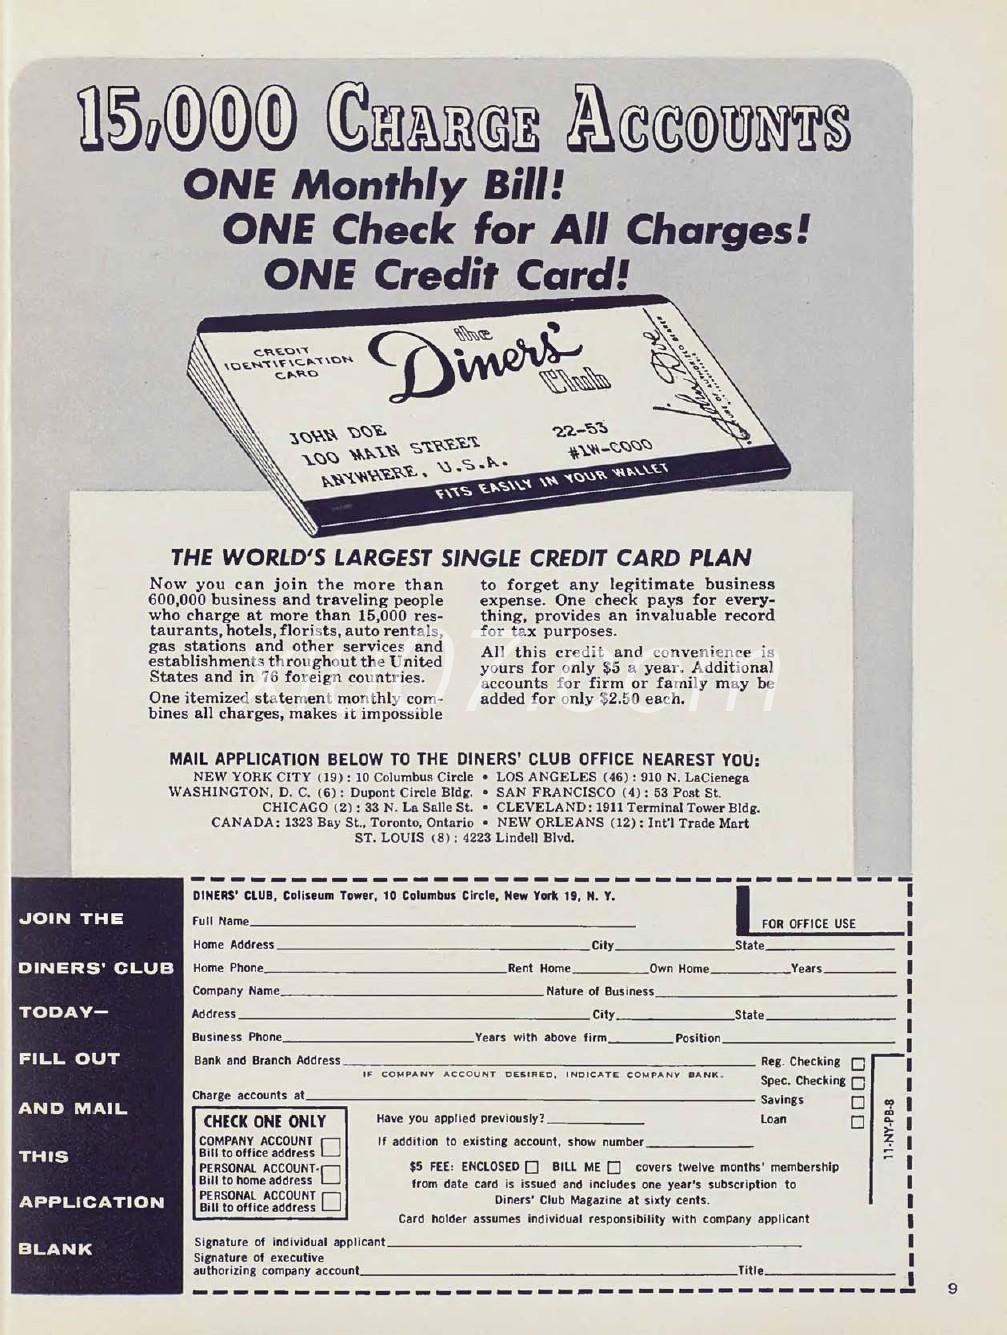 15,000 CHARGE ACCOUNTS
ONE Monthly Bill!
ONE Check for All Charges!
ONE Credit Card!
CREDIT
IDENTIFICATION
CARD
the
Diners'
Club
JOHN DOE
100 MAIN STREET
ANYWHERE, U.S.A.
22-53
#1W-C000
John Doe
FITS EASILY IN YOUR WALLET
THE WORLD'S LARGEST SINGLE CREDIT CARD PLAN
Now you can join the more than
600,000 business and traveling people
who charge at more than 15,000 res-
taurants, hotels, florists, auto rentals,
gas stations and other services and
establishments throughout the United
States and in 76 foreign countries.
One itemized statement monthly com-
bines all charges, makes it impossible
to forget any legitimate business
expense. One check pays for every-
thing, provides an invaluable record
for tax purposes.
All this credit and convenience is
yours for only $5 a year. Additional
accounts for firm or family may be
added for only $2.50 each.
MAIL APPLICATION BELOW TO THE DINERS' CLUB OFFICE NEAREST YOU:
NEW YORK CITY (19): 10 Columbus Circle • LOS ANGELES (46): 910 N. LaCienega
WASHINGTON, D. C. (6): Dupont Circle Bldg. • SAN FRANCISCO (4): 53 Post St.
CHICAGO (2): 33 N. La Salle St. • CLEVELAND: 1911 Terminal Tower Bldg.
CANADA: 1323 Bay St., Toronto, Ontario • NEW ORLEANS (12): Int'l Trade Mart
ST. LOUIS (8): 4223 Lindell Blvd.
JOIN THE
DINERS' CLUB
TODAY—
FILL OUT
AND MAIL
THIS
APPLICATION
BLANK
DINERS' CLUB, Coliseum Tower, 10 Columbus Circle, New York 19, N. Y.
FOR OFFICE USE
Full Name
Home Address City State
Home Phone Rent Home Own Home Years
Company Name Nature of Business
Address City State
Business Phone Years with above firm Position
Bank and Branch Address
IF COMPANY ACCOUNT DESIRED, INDICATE COMPANY BANK.
Reg. Checking
Spec. Checking
Savings
Loan
Charge accounts at
CHECK ONE ONLY
COMPANY ACCOUNT
Bill to office address
PERSONAL ACCOUNT-
Bill to home address
PERSONAL ACCOUNT
Bill to office address
Have you applied previously?
If addition to existing account, show number
$5 FEE: ENCLOSED BILL ME covers twelve months' membership
from date card is issued and includes one year's subscription to
Diners' Club Magazine at sixty cents.
Card holder assumes individual responsibility with company applicant
11-NY-PB-8
Signature of individual applicant
Signature of executive
authorizing company account Title
9